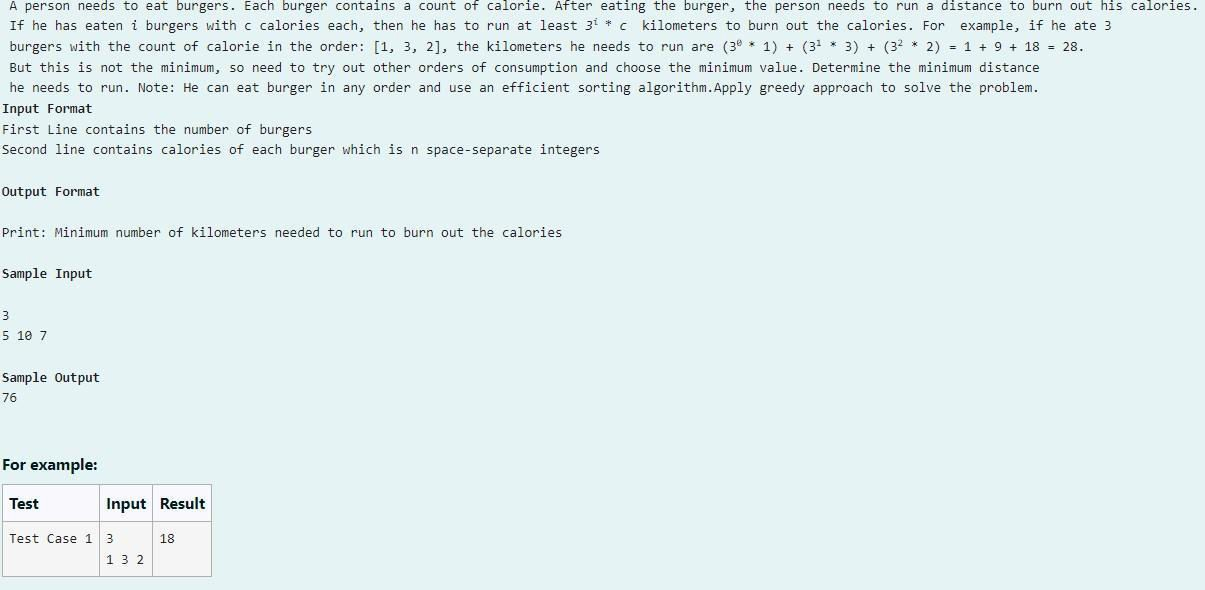 A person needs to eat burgers. Each burger contains a count of calorie. After eating the burger, the person needs to run a distance to burn out his calories.
If he has eaten i burgers with c calories each, then he has to run at least 3ⁱ * c  kilometers to burn out the calories. For  example, if he ate 3
burgers with the count of calorie in the order: [1, 3, 2], the kilometers he needs to run are (3⁰ * 1) + (3¹ * 3) + (3² * 2) = 1 + 9 + 18 = 28.
But this is not the minimum, so need to try out other orders of consumption and choose the minimum value. Determine the minimum distance
he needs to run. Note: He can eat burger in any order and use an efficient sorting algorithm.Apply greedy approach to solve the problem.
Input Format
First Line contains the number of burgers
Second line contains calories of each burger which is n space-separate integers
Output Format
Print: Minimum number of kilometers needed to run to burn out the calories
Sample Input
3
5 10 7
Sample Output
76
For example:
Test Input Result
Test Case 1 3 18
1 3 2